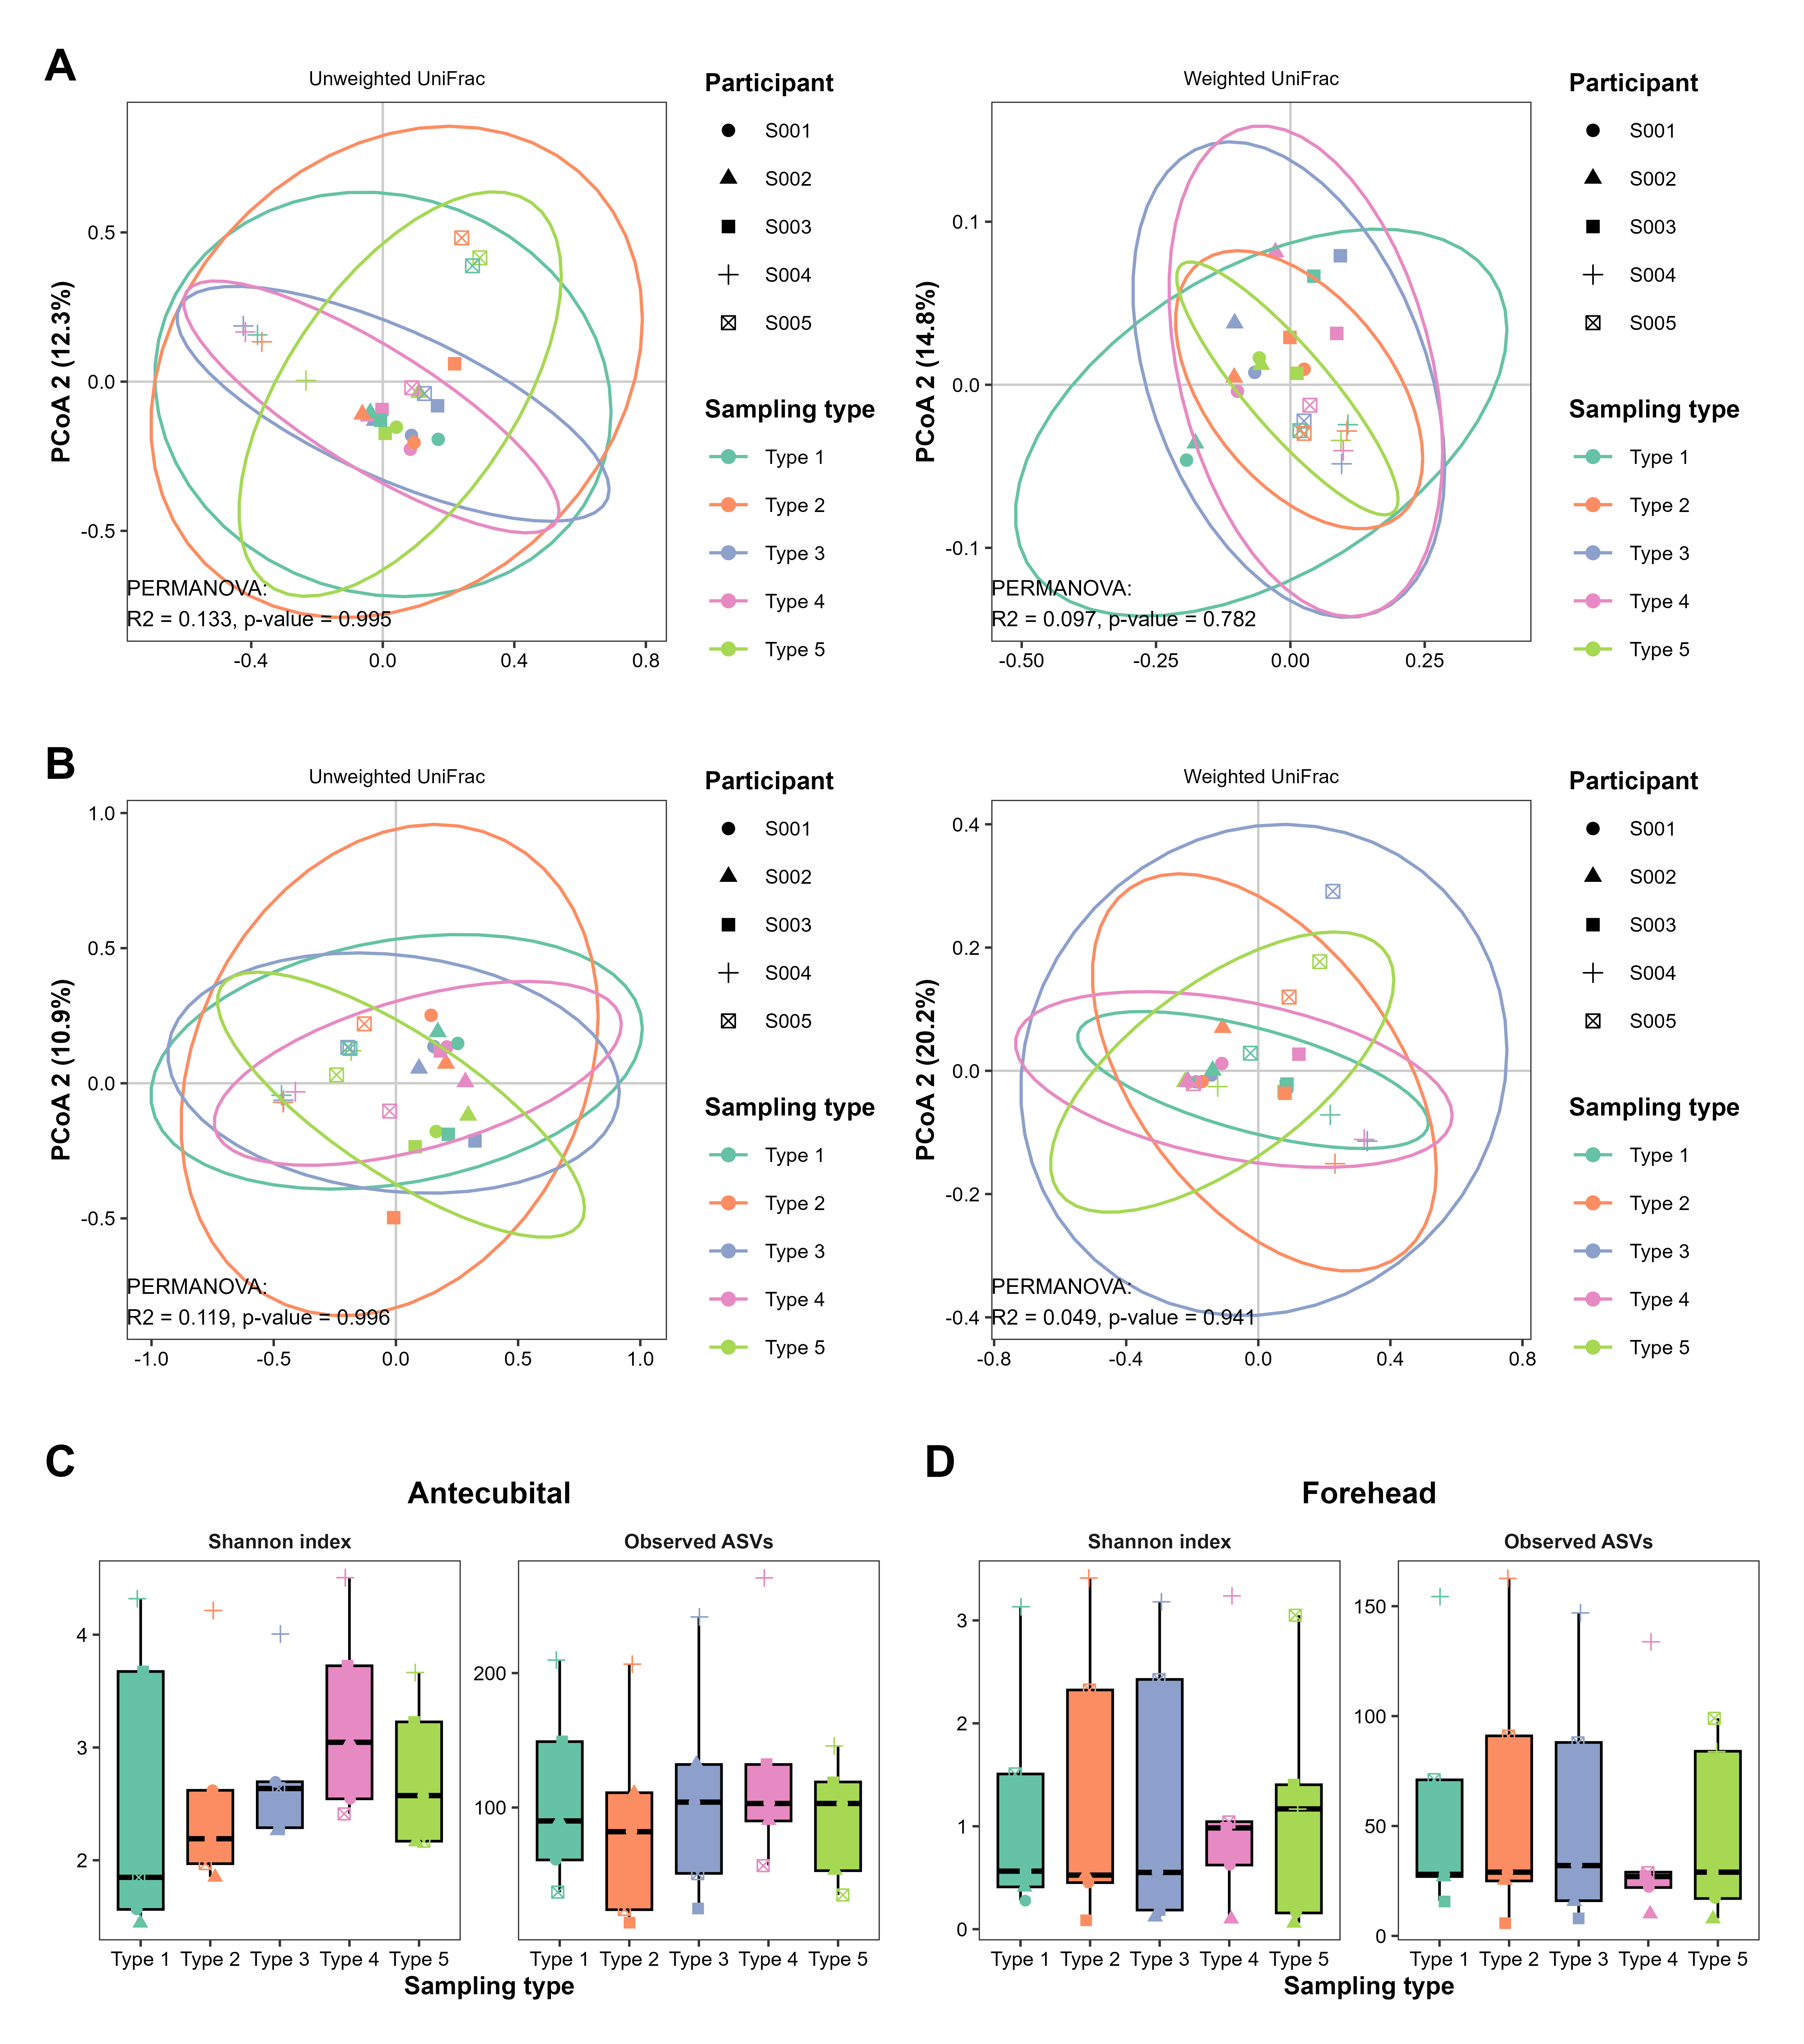 A
Unweighted UniFrac
PCoA 2 (12.3%)
0.5
0.0
-0.5
PERMANOVA:
R2 = 0.133, p-value = 0.995
-0.4
0.0
0.4
0.8
Participant
S001
S002
S003
S004
S005
Sampling type
Type 1
Type 2
Type 3
Type 4
Type 5
Weighted UniFrac
PCoA 2 (14.8%)
0.1
0.0
-0.1
PERMANOVA:
R2 = 0.097, p-value = 0.782
-0.50
-0.25
0.00
0.25
Participant
S001
S002
S003
S004
S005
Sampling type
Type 1
Type 2
Type 3
Type 4
Type 5
B
Unweighted UniFrac
PCoA 2 (10.9%)
1.0
0.5
0.0
-0.5
PERMANOVA:
R2 = 0.119, p-value = 0.996
-1.0
-0.5
0.0
0.5
1.0
Participant
S001
S002
S003
S004
S005
Sampling type
Type 1
Type 2
Type 3
Type 4
Type 5
Weighted UniFrac
PCoA 2 (20.2%)
0.4
0.2
0.0
-0.2
-0.4
PERMANOVA:
R2 = 0.049, p-value = 0.941
-0.8
-0.4
0.0
0.4
0.8
Participant
S001
S002
S003
S004
S005
Sampling type
Type 1
Type 2
Type 3
Type 4
Type 5
C
Antecubital
Shannon index
4
3
2
Type 1 Type 2 Type 3 Type 4 Type 5
Observed ASVs
200
100
Type 1 Type 2 Type 3 Type 4 Type 5
Sampling type
D
Forehead
Shannon index
3
2
1
0
Type 1 Type 2 Type 3 Type 4 Type 5
Observed ASVs
150
100
50
0
Type 1 Type 2 Type 3 Type 4 Type 5
Sampling type